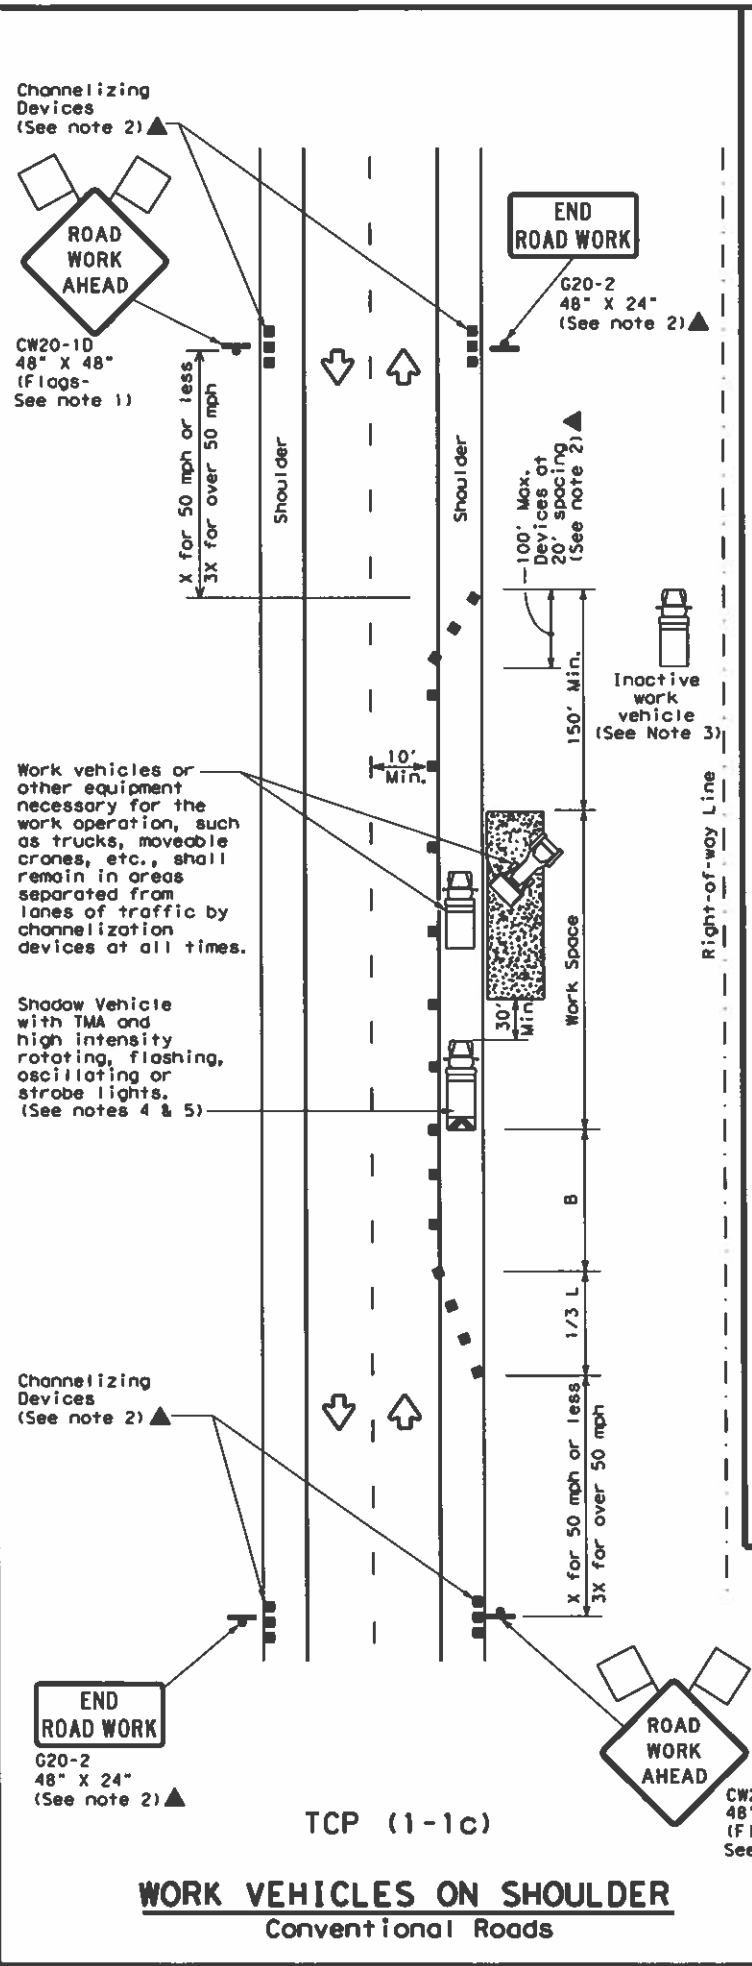 Channelizing
Devices
(See note 2)▲
ROAD
WORK
AHEAD
CW20-1D
48" X 48"
(Flags-
See note 1)
END
ROAD WORK
G20-2
48" X 24"
(See note 2)▲
X for 50 mph or less
3X for over 50 mph
Shoulder
Shoulder
100' Max.
Devices at
20' spacing
(See note 2)▲
150' Min.
Inactive
work
vehicle
(See Note 3)
Right-of-way Line
10'
Min.
Work vehicles or
other equipment
necessary for the
work operation, such
as trucks, moveable
cranes, etc., shall
remain in areas
separated from
lanes of traffic by
channelization
devices at all times.
Work Space
30'
Min.
Shadow Vehicle
with TMA and
high intensity
rotating, flashing,
oscillating or
strobe lights.
(See notes 4 & 5)
B
1/3 L
Channelizing
Devices
(See note 2)▲
X for 50 mph or less
3X for over 50 mph
END
ROAD WORK
G20-2
48" X 24"
(See note 2)▲
ROAD
WORK
AHEAD
CW2
48"
(Fl
See
TCP (1-1c)
WORK VEHICLES ON SHOULDER
Conventional Roads